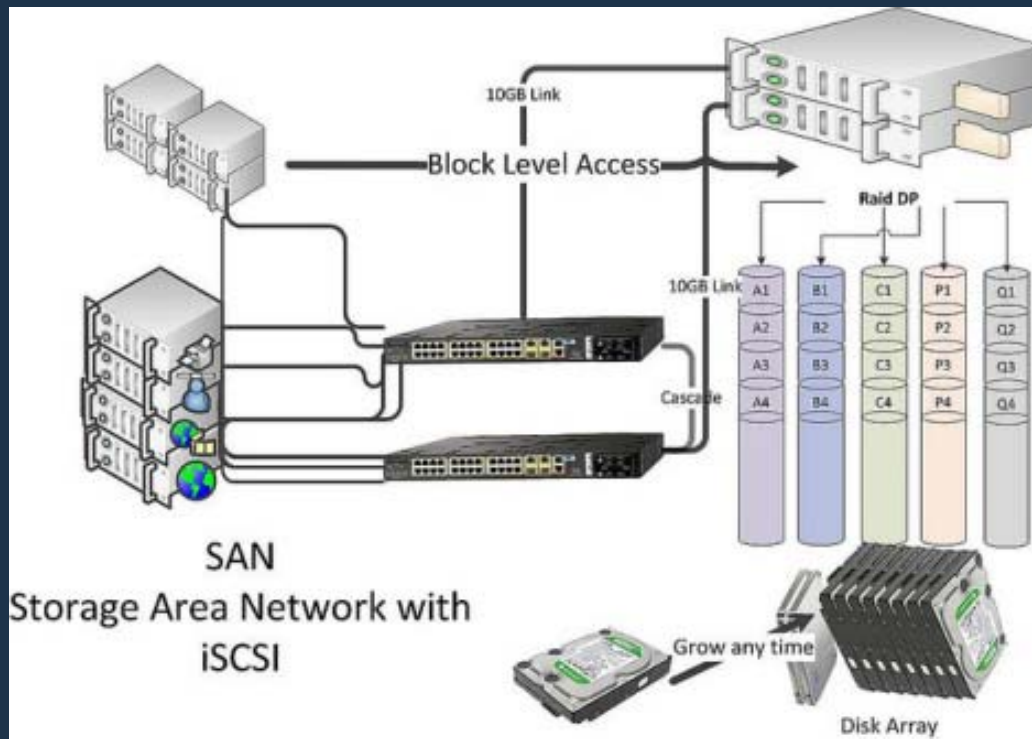 10GB Link
Block Level Access
Raid DP
10GB Link
A1 B1 C1 P1 Q1
A2 B2 C2 P2 Q2
A3 B3 C3 P3 Q3
A4 B4 C4 P4 Q4
Cascade
SAN
Storage Area Network with
iSCSI
Grow any time
Disk Array